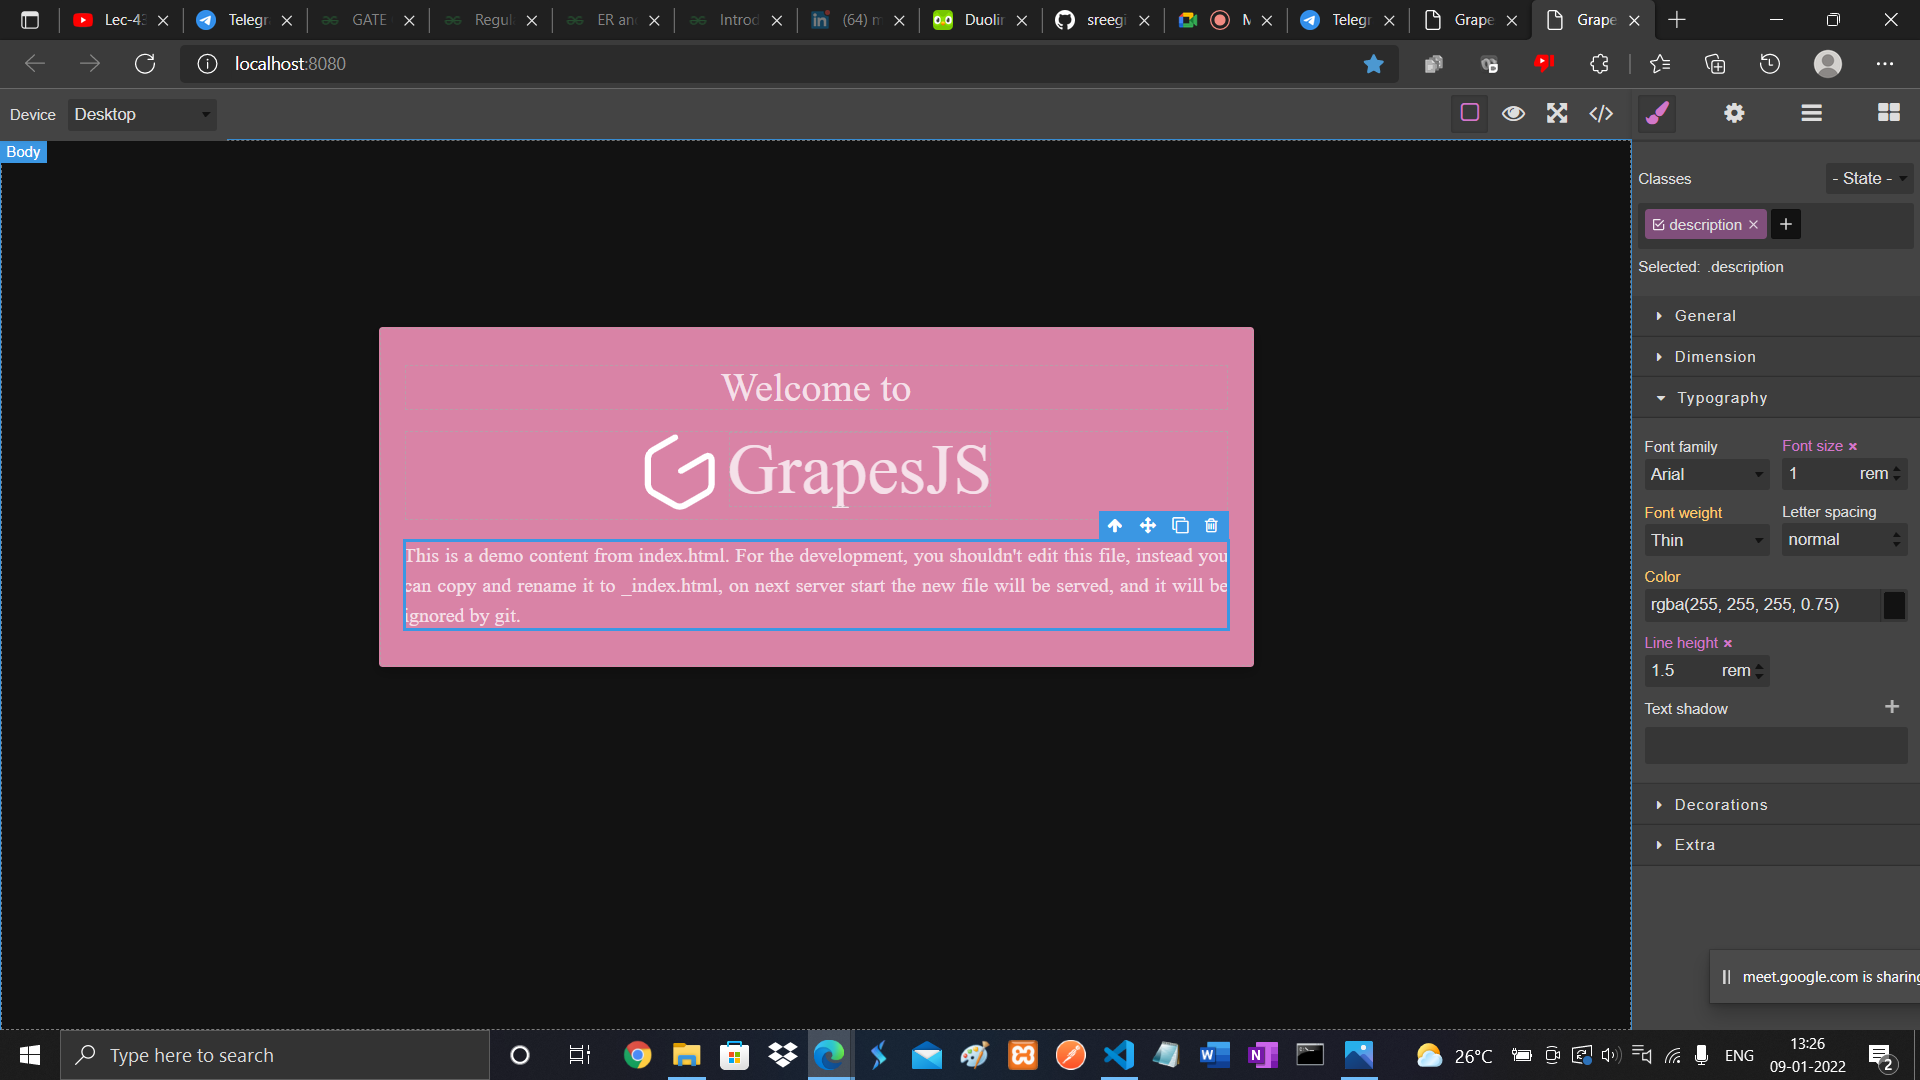 Lec-43
Telegr
GATE
Regul
ER an
Introd
(64) m
Duolin
sreegi
M
Telegr
Grape
Grape
localhost:8080
Device
Desktop
Body
Classes
- State -
description
Selected: .description
General
Dimension
Typography
Font family
Font size
Arial
1
rem
Font weight
Letter spacing
Thin
normal
Color
rgba(255, 255, 255, 0.75)
Line height
1.5
rem
Text shadow
Decorations
Extra
Welcome to
GrapesJS
This is a demo content from index.html. For the development, you shouldn't edit this file, instead you
can copy and rename it to _index.html, on next server start the new file will be served, and it will be
ignored by git.
meet.google.com is sharing
Type here to search
26°C
ENG
13:26
09-01-2022
2